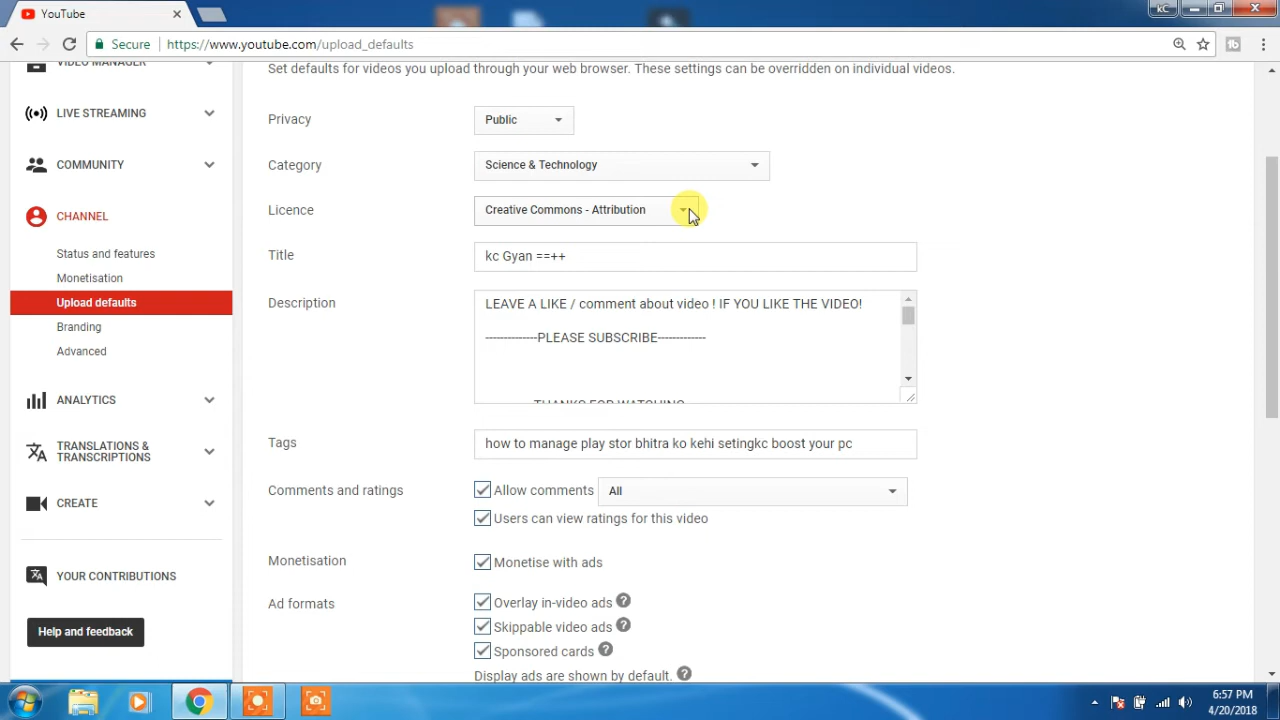 YouTube
kC
Secure
https://www.youtube.com/upload_defaults
VIDEO MANAGER
LIVE STREAMING
COMMUNITY
CHANNEL
Status and features
Monetisation
Upload defaults
Branding
Advanced
ANALYTICS
TRANSLATIONS &
TRANSCRIPTIONS
CREATE
YOUR CONTRIBUTIONS
Help and feedback
Set defaults for videos you upload through your web browser. These settings can be overridden on individual videos.
Privacy
Public
Category
Science & Technology
Licence
Creative Commons - Attribution
Title
kc Gyan ==++
Description
LEAVE A LIKE / comment about video ! IF YOU LIKE THE VIDEO!
-------------PLEASE SUBSCRIBE-------------
THANKS FOR WATCHING
Tags
how to manage play stor bhitra ko kehi setingkc boost your pc
Comments and ratings
Allow comments
All
Users can view ratings for this video
Monetisation
Monetise with ads
Ad formats
Overlay in-video ads
Skippable video ads
Sponsored cards
Display ads are shown by default.
6:57 PM
4/20/2018